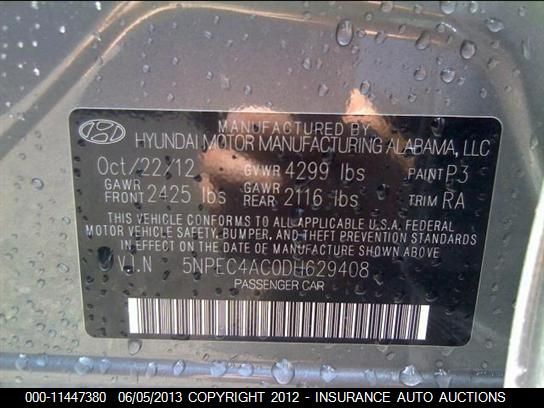 MANUFACTURED BY
HYUNDAI MOTOR MANUFACTURING ALABAMA, LLC
Oct/22/12 GVWR 4299 lbs PAINT P3
GAWR FRONT 2425 lbs GAWR REAR 2116 lbs TRIM RA
THIS VEHICLE CONFORMS TO ALL APPLICABLE U.S.A. FEDERAL
MOTOR VEHICLE SAFETY, BUMPER, AND THEFT PREVENTION STANDARDS
IN EFFECT ON THE DATE OF MANUFACTURE SHOWN ABOVE.
V.I.N 5NPEC4AC0DH629408
PASSENGER CAR
000-11447380 06/05/2013 COPYRIGHT 2012 - INSURANCE AUTO AUCTIONS